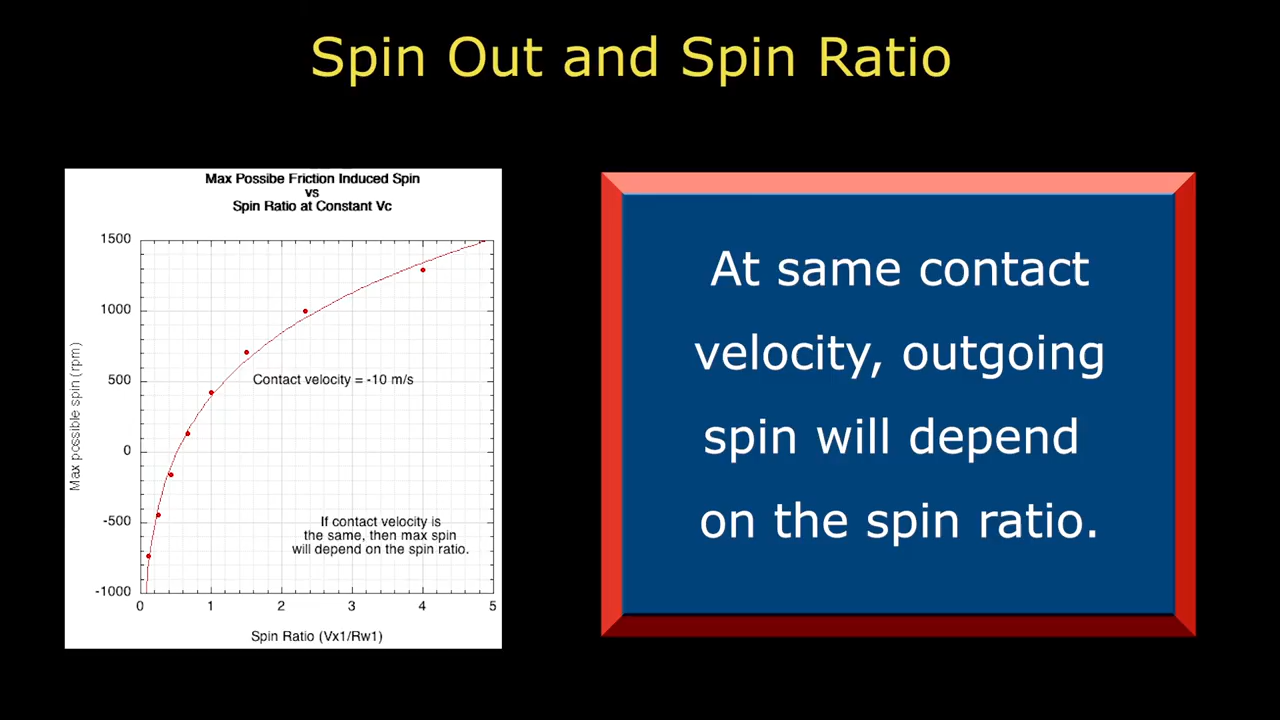 Spin Out and Spin Ratio
Max Possibe Friction Induced Spin
vs
Spin Ratio at Constant Vc
1500
1000
500
0
-500
-1000
Max possible spin (rpm)
Contact velocity = -10 m/s
If contact velocity is
the same, then max spin
will depend on the spin ratio.
0 1 2 3 4 5
Spin Ratio (Vx1/Rw1)
At same contact
velocity, outgoing
spin will depend
on the spin ratio.